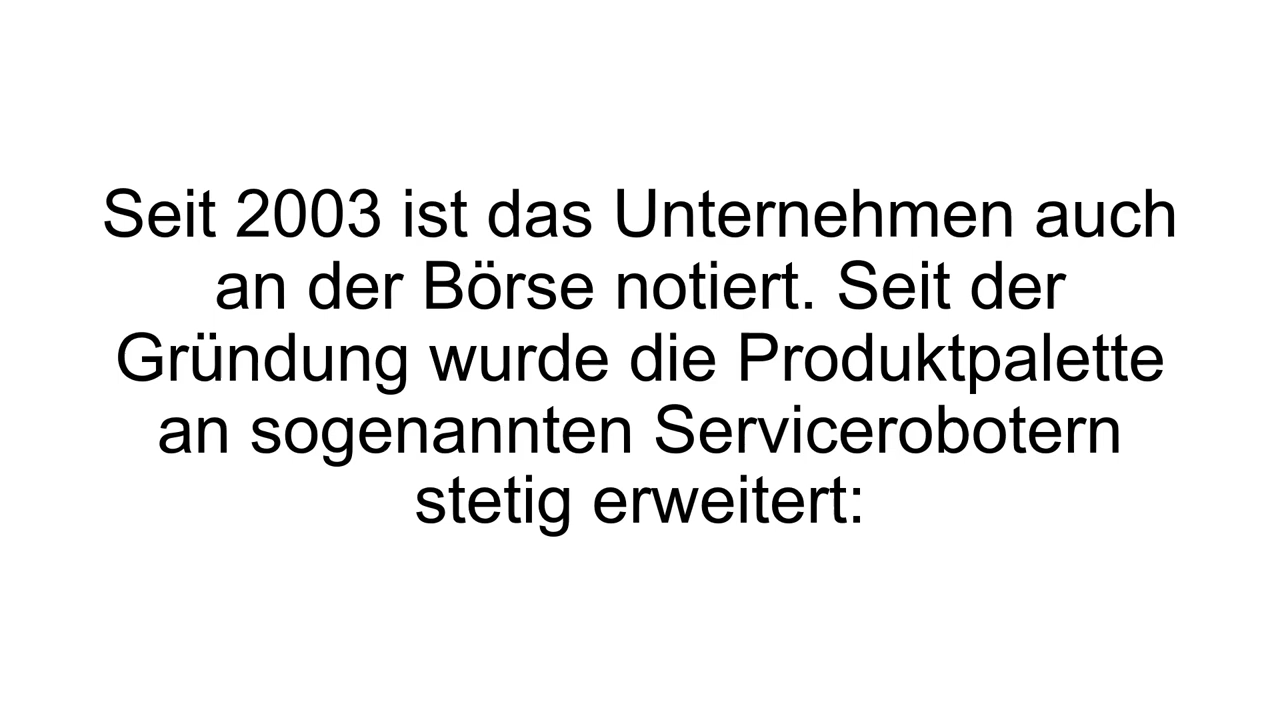 Seit 2003 ist das Unternehmen auch
an der Börse notiert. Seit der
Gründung wurde die Produktpalette
an sogenannten Servicerobotern
stetig erweitert: